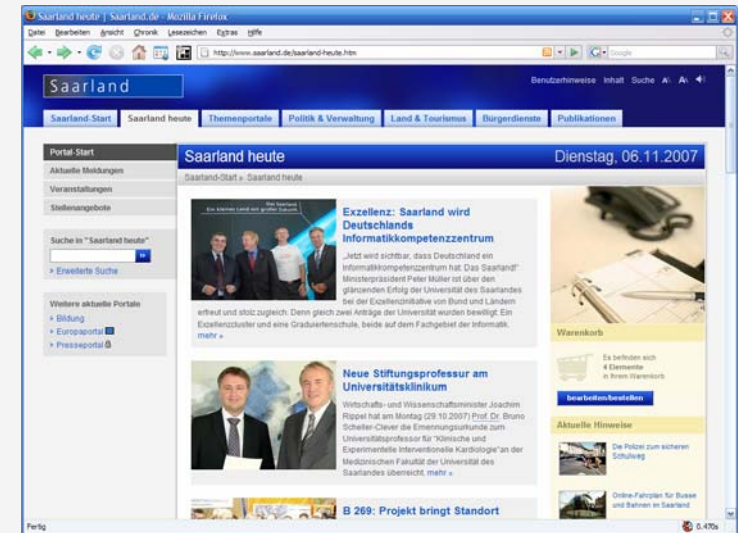 Saarland heute | Saarland.de - Mozilla Firefox
Datei Bearbeiten Ansicht Chronik Lesezeichen Extras Hilfe
http://www.saarland.de/saarland-heute.htm
Google
Saarland
Benutzerhinweise Inhalt Suche A A
Saarland-Start Saarland heute Themenportale Politik & Verwaltung Land & Tourismus Bürgerdienste Publikationen
Portal-Start
Aktuelle Meldungen
Veranstaltungen
Stellenangebote
Suche in "Saarland heute"
Erweiterte Suche
Weitere aktuelle Portale
Bildung
Europaportal
Presseportal
Saarland heute
Dienstag, 06.11.2007
Saarland-Start » Saarland heute
Das Saarland.
Ein kleines Land mit großer Zukunft.
Exzellenz: Saarland wird
Deutschlands
Informatikkompetenzzentrum
„Jetzt wird sichtbar, dass Deutschland ein
Informatikkompetenzzentrum hat: Das Saarland!"
Ministerpräsident Peter Müller ist über den
glänzenden Erfolg der Universität des Saarlandes
bei der Exzellenzinitiative von Bund und Ländern
erfreut und stolz zugleich: Denn gleich zwei Anträge der Universität wurden bewilligt: Ein
Exzellenzcluster und eine Graduiertenschule, beide auf dem Fachgebiet der Informatik.
mehr »
Neue Stiftungsprofessur am
Universitätsklinikum
Wirtschafts- und Wissenschaftsminister Joachim
Rippel hat am Montag (29.10.2007) Prof. Dr. Bruno
Scheller-Clever die Ernennungsurkunde zum
Universitätsprofessor für "Klinische und
Experimentelle Interventionelle Kardiologie"an der
Medizinischen Fakultät der Universität des
Saarlandes überreicht. mehr »
B 269: Projekt bringt Standort
Warenkorb
Es befinden sich
4 Elemente
in Ihrem Warenkorb
bearbeiten/bestellen
Aktuelle Hinweise
Die Polizei zum sicheren
Schulweg
Online-Fahrplan für Busse
und Bahnen im Saarland
Fertig
0.470s